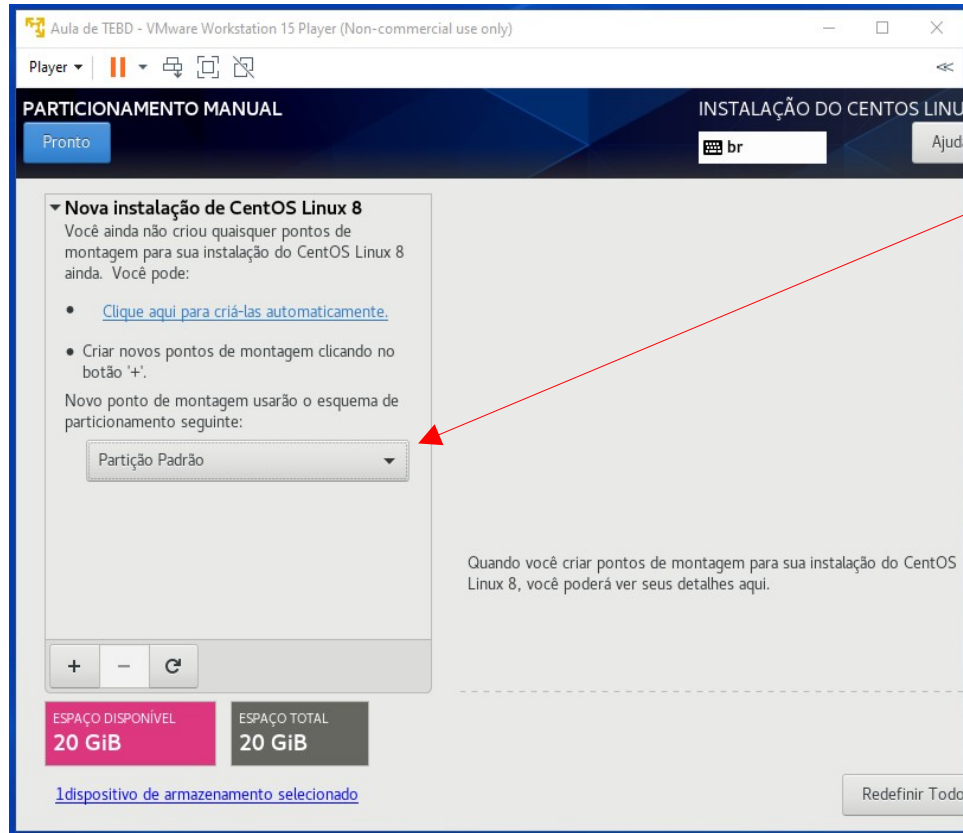 Aula de TEBD - VMware Workstation 15 Player (Non-commercial use only)
Player
PARTICIONAMENTO MANUAL
INSTALAÇÃO DO CENTOS LINU
Pronto
br
Ajuda
Nova instalação de CentOS Linux 8
Você ainda não criou quaisquer pontos de
montagem para sua instalação do CentOS Linux 8
ainda. Você pode:
• Clique aqui para criá-las automaticamente.
• Criar novos pontos de montagem clicando no
botão '+'.
Novo ponto de montagem usarão o esquema de
particionamento seguinte:
Partição Padrão
Quando você criar pontos de montagem para sua instalação do CentOS
Linux 8, você poderá ver seus detalhes aqui.
+ − 
ESPAÇO DISPONÍVEL
20 GiB
ESPAÇO TOTAL
20 GiB
1dispositivo de armazenamento selecionado
Redefinir Todo